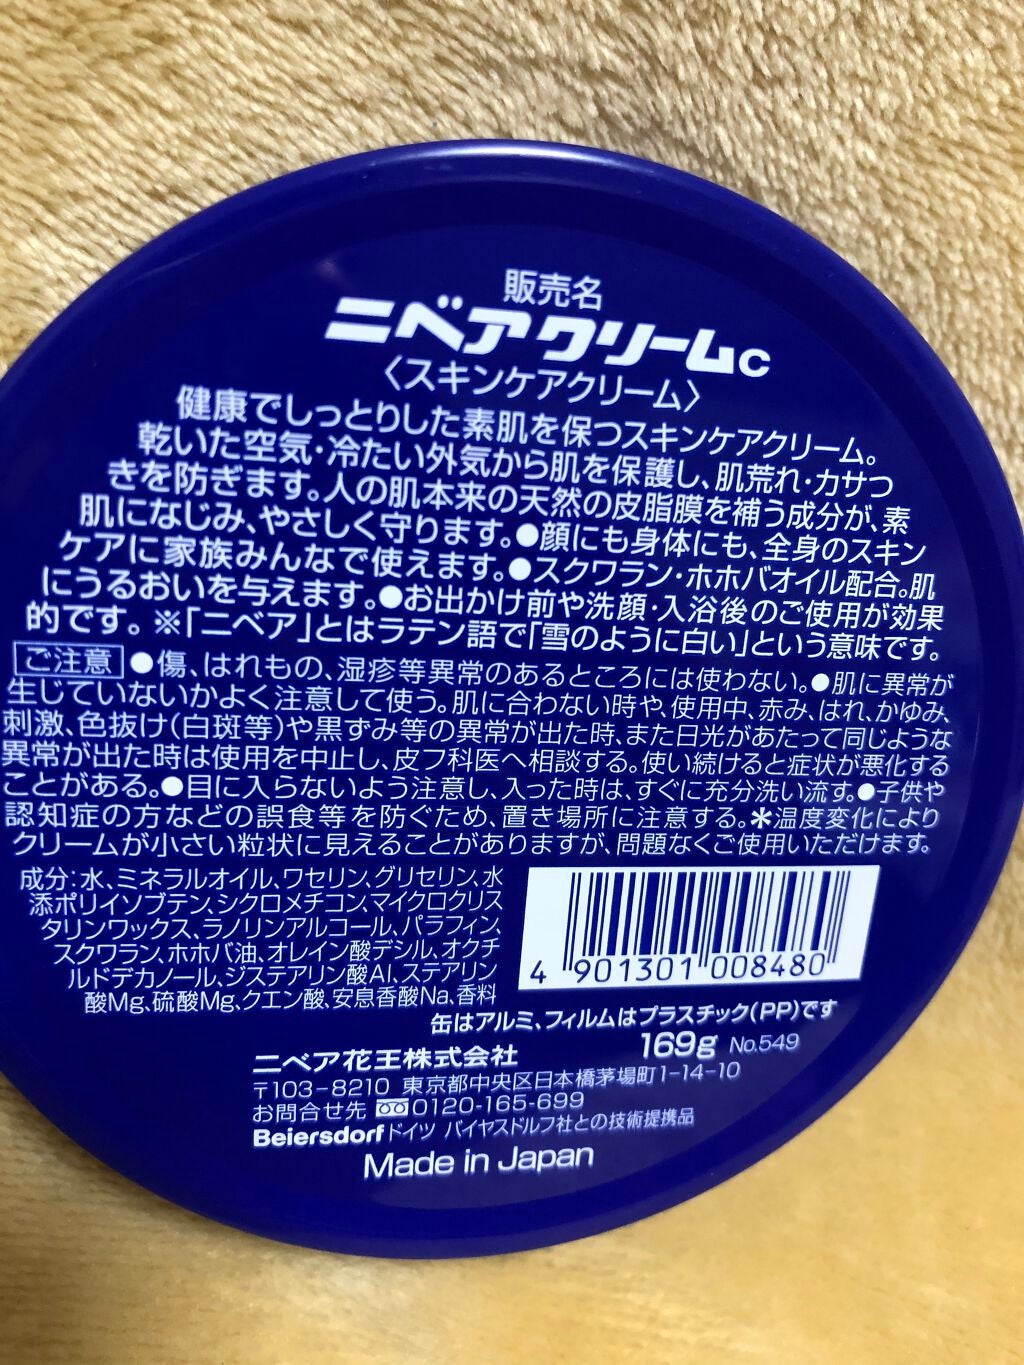 販売名
ニベアクリームc
〈スキンケアクリーム〉
健康でしっとりした素肌を保つスキンケアクリーム。
乾いた空気・冷たい外気から肌を保護し、肌荒れ・カサつ
きを防ぎます。人の肌本来の天然の皮脂膜を補う成分が、素
肌になじみ、やさしく守ります。●顔にも身体にも、全身のスキン
ケアに家族みんなで使えます。●スクワラン・ホホバオイル配合。肌
にうるおいを与えます。●お出かけ前や洗顔・入浴後のご使用が効果
的です。※「ニベア」とはラテン語で「雪のように白い」という意味です。
ご注意 ●傷、はれもの、湿疹等異常のあるところには使わない。●肌に異常が
生じていないかよく注意して使う。肌に合わない時や、使用中、赤み、はれ、かゆみ、
刺激、色抜け(白斑等)や黒ずみ等の異常が出た時、また日光があたって同じような
異常が出た時は使用を中止し、皮フ科医へ相談する。使い続けると症状が悪化する
ことがある。●目に入らないよう注意し、入った時は、すぐに充分洗い流す。●子供や
認知症の方などの誤食等を防ぐため、置き場所に注意する。＊温度変化により
クリームが小さい粒状に見えることがありますが、問題なくご使用いただけます。
成分:水、ミネラルオイル、ワセリン、グリセリン、水
添ポリイソブテン、シクロメチコン、マイクロクリス
タリンワックス、ラノリンアルコール、パラフィン、
スクワラン、ホホバ油、オレイン酸デシル、オクチ
ルドデカノール、ジステアリン酸Al、ステアリン
酸Mg、硫酸Mg、クエン酸、安息香酸Na、香料
4 901301 008480
缶はアルミ、フィルムはプラスチック(PP)です
169g No.549
ニベア花王株式会社
〒103-8210 東京都中央区日本橋茅場町1-14-10
お問合せ先 0120-165-699
Beiersdorf ドイツ バイヤスドルフ社との技術提携品
Made in Japan